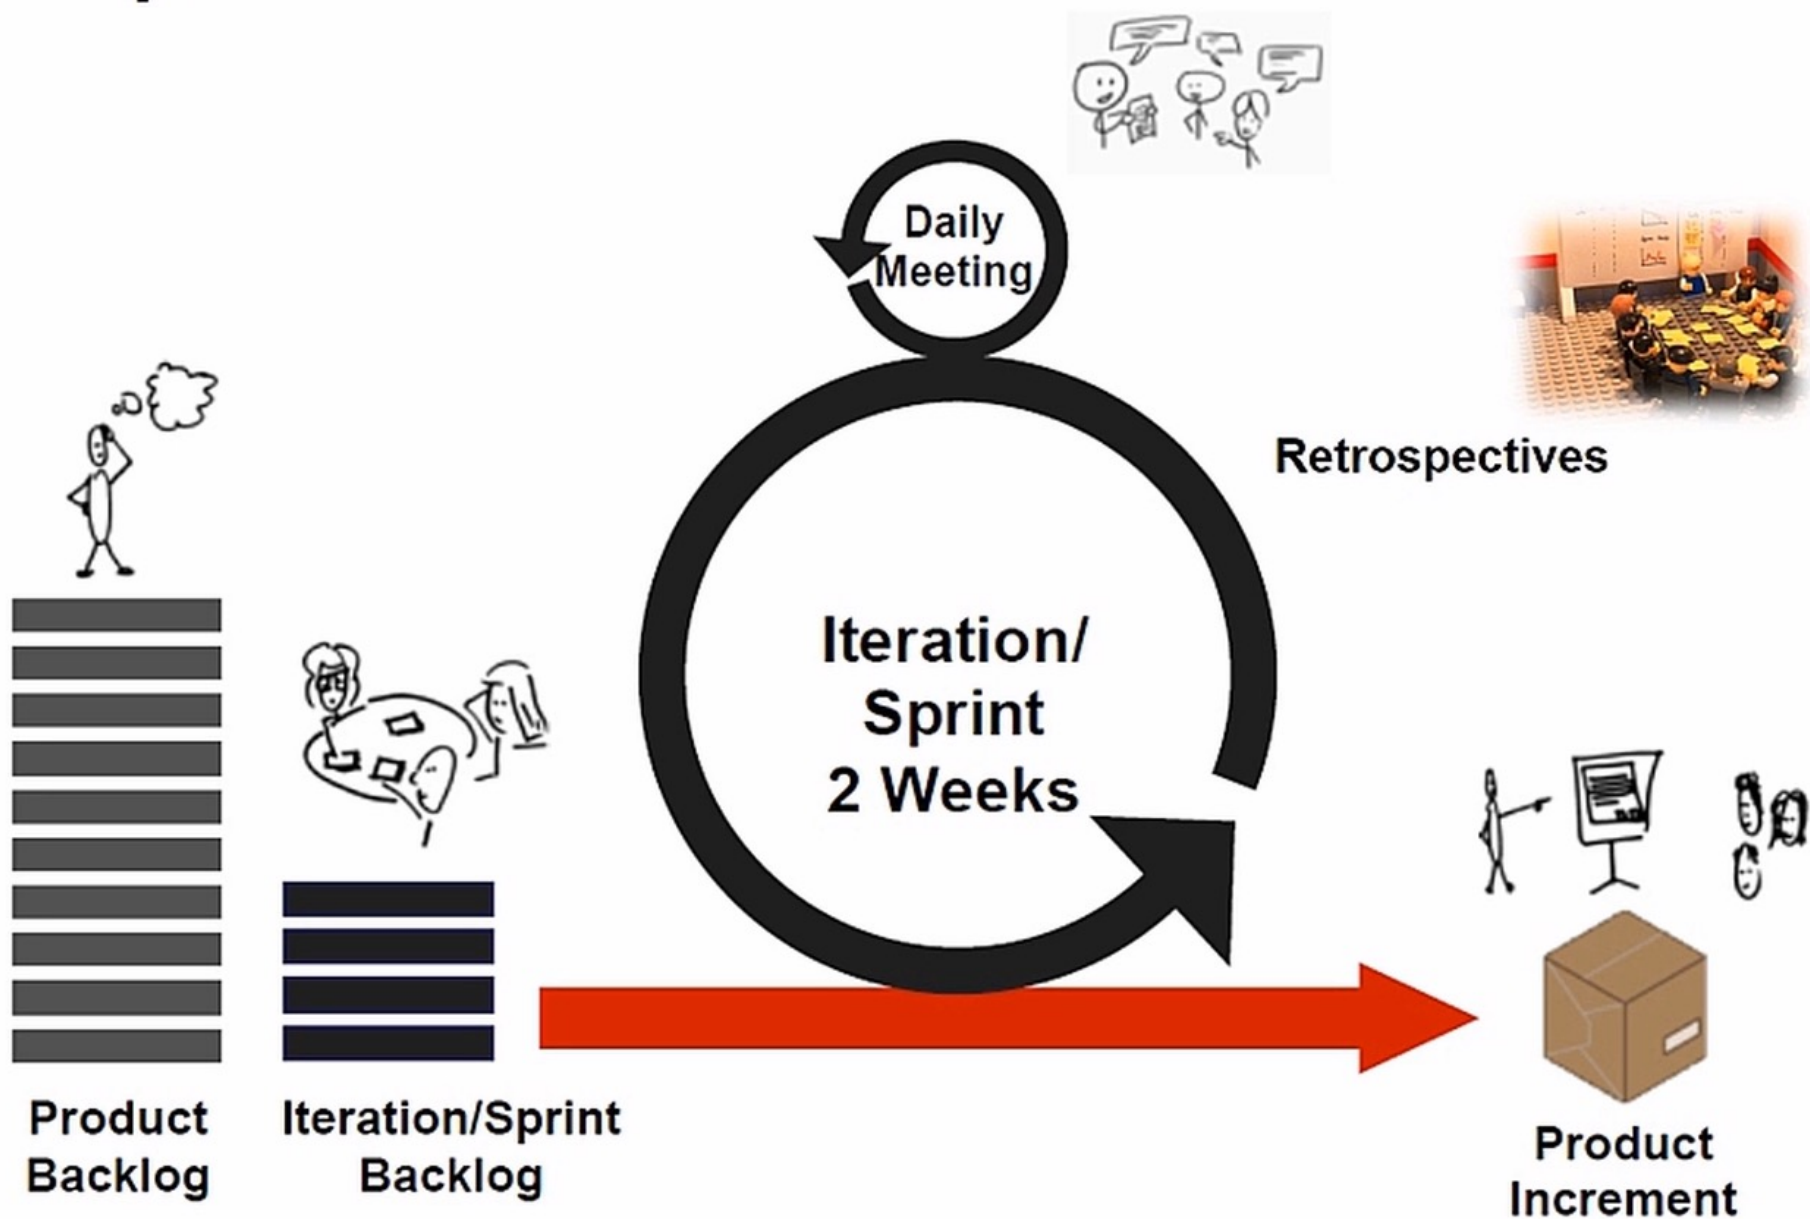 Daily
Meeting
Retrospectives
Iteration/
Sprint
2 Weeks
Product
Backlog
Iteration/Sprint
Backlog
Product
Increment